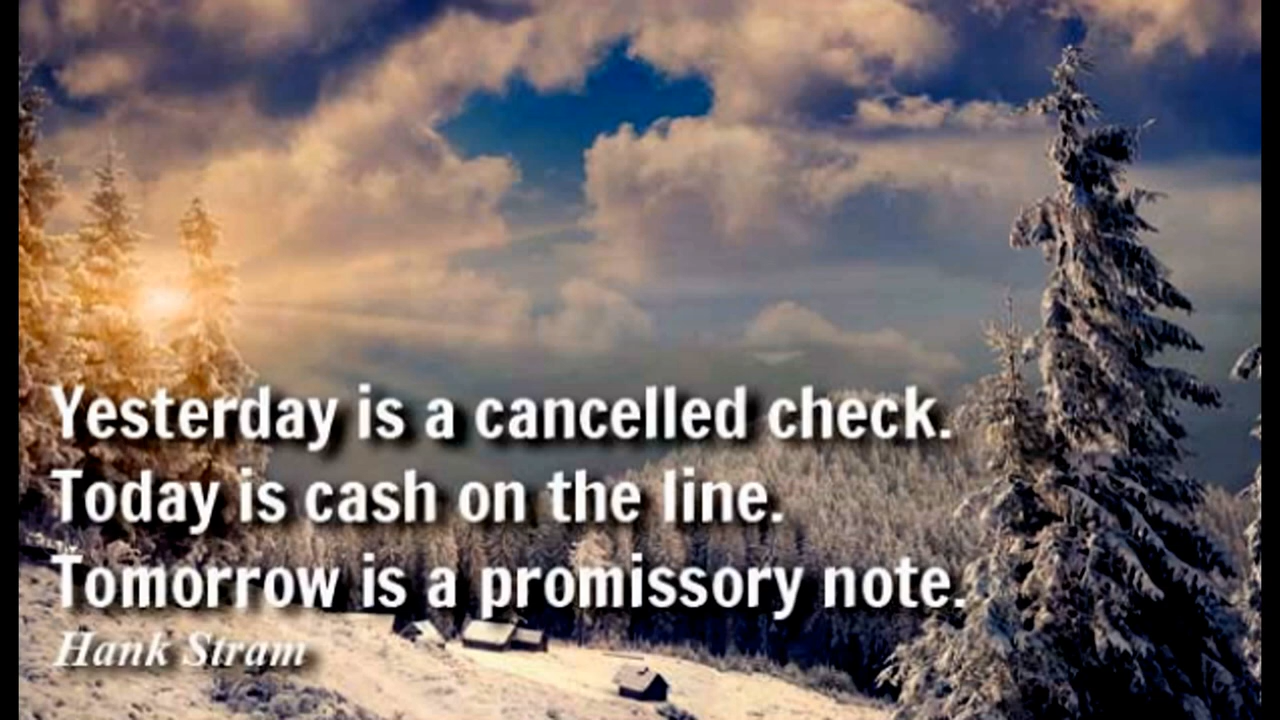 Yesterday is a cancelled check.
Today is cash on the line.
Tomorrow is a promissory note.
Hank Stram